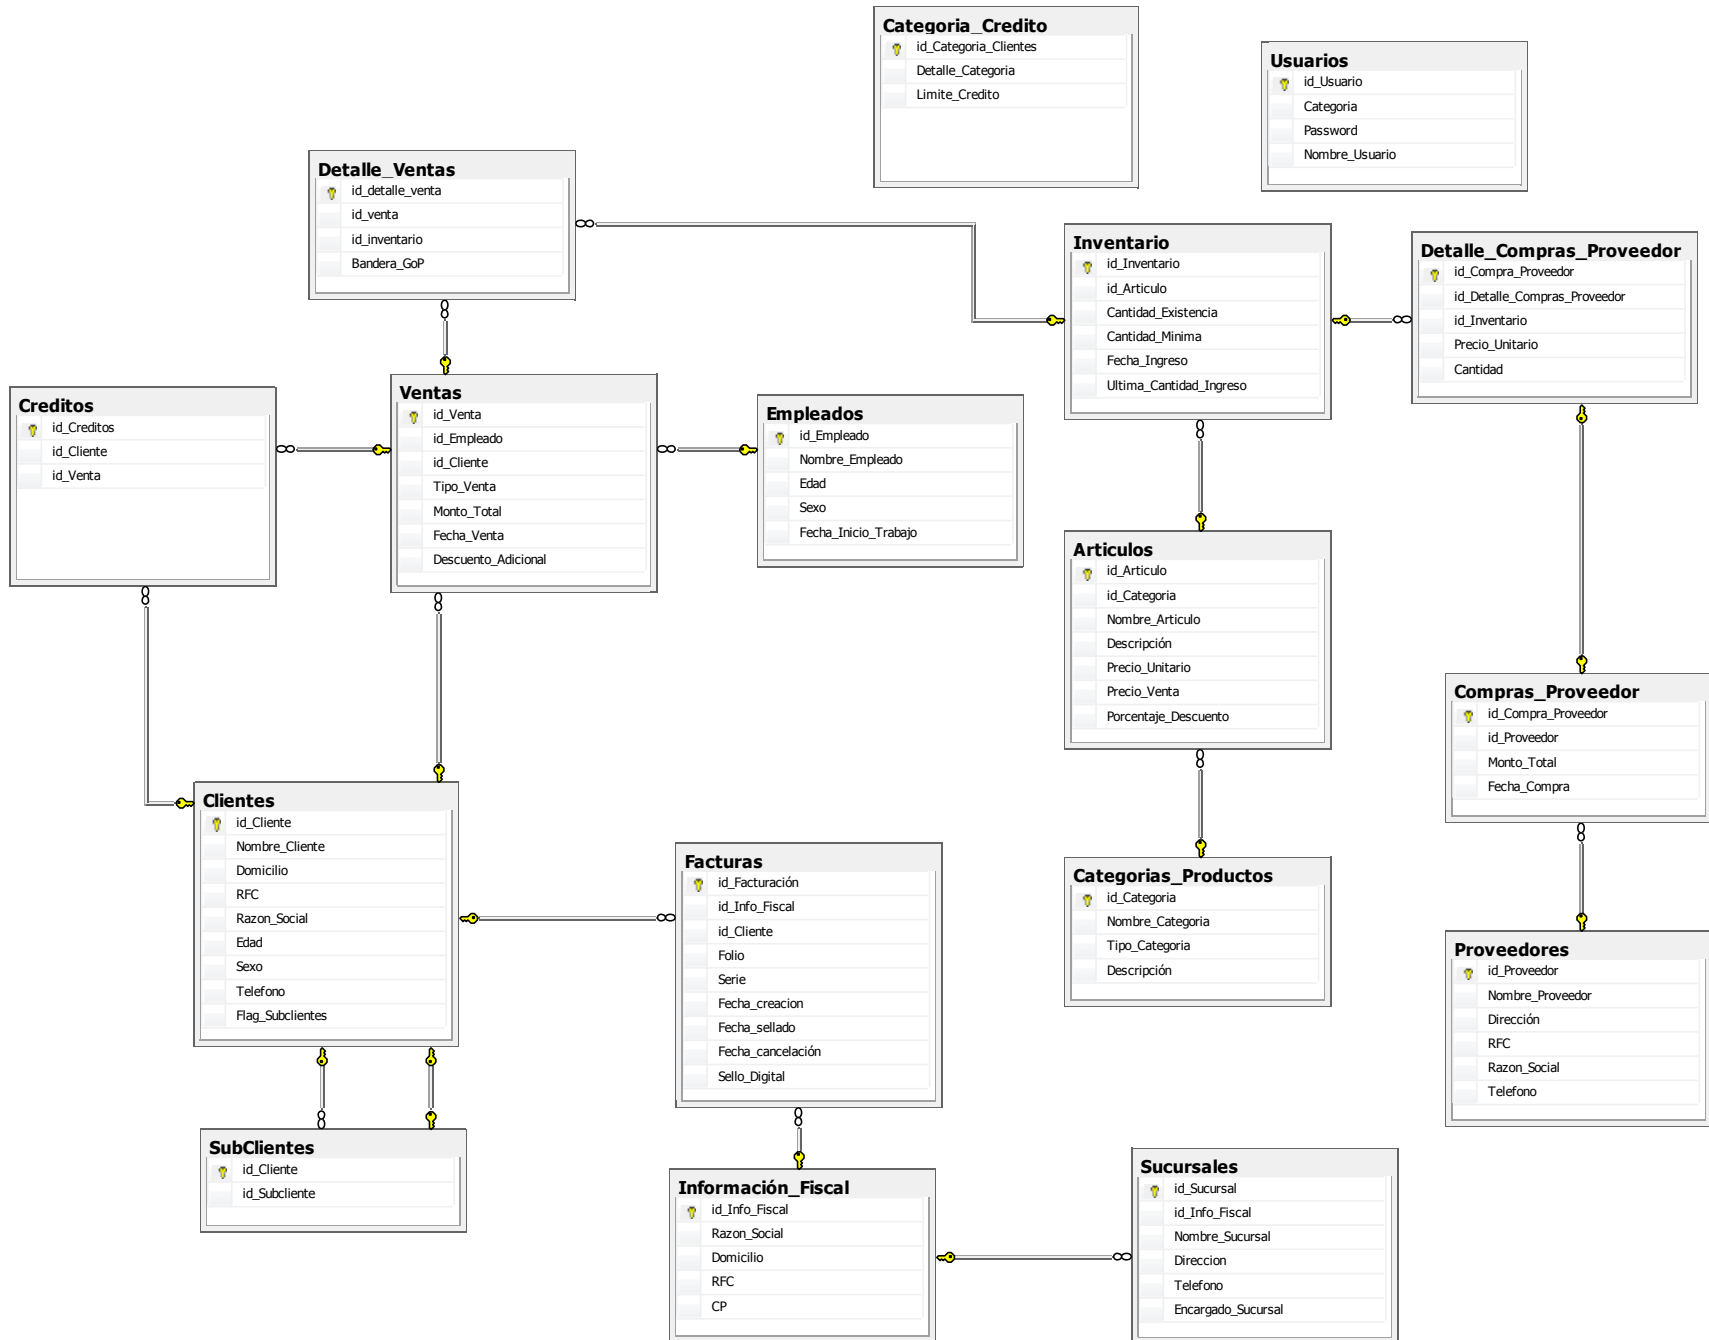 Categoria_Credito
id_Categoria_Clientes
Detalle_Categoria
Limite_Credito
Usuarios
id_Usuario
Categoria
Password
Nombre_Usuario
Detalle_Ventas
id_detalle_venta
id_venta
id_inventario
Bandera_GoP
Inventario
id_Inventario
id_Articulo
Cantidad_Existencia
Cantidad_Minima
Fecha_Ingreso
Ultima_Cantidad_Ingreso
Detalle_Compras_Proveedor
id_Compra_Proveedor
id_Detalle_Compras_Proveedor
id_Inventario
Precio_Unitario
Cantidad
Creditos
id_Creditos
id_Cliente
id_Venta
Ventas
id_Venta
id_Empleado
id_Cliente
Tipo_Venta
Monto_Total
Fecha_Venta
Descuento_Adicional
Empleados
id_Empleado
Nombre_Empleado
Edad
Sexo
Fecha_Inicio_Trabajo
Articulos
id_Articulo
id_Categoria
Nombre_Articulo
Descripción
Precio_Unitario
Precio_Venta
Porcentaje_Descuento
Compras_Proveedor
id_Compra_Proveedor
id_Proveedor
Monto_Total
Fecha_Compra
Clientes
id_Cliente
Nombre_Cliente
Domicilio
RFC
Razon_Social
Edad
Sexo
Telefono
Flag_Subclientes
Facturas
id_Facturación
id_Info_Fiscal
id_Cliente
Folio
Serie
Fecha_creacion
Fecha_sellado
Fecha_cancelación
Sello_Digital
Categorias_Productos
id_Categoria
Nombre_Categoria
Tipo_Categoria
Descripción
Proveedores
id_Proveedor
Nombre_Proveedor
Dirección
RFC
Razon_Social
Telefono
SubClientes
id_Cliente
id_Subcliente
Información_Fiscal
id_Info_Fiscal
Razon_Social
Domicilio
RFC
CP
Sucursales
id_Sucursal
id_Info_Fiscal
Nombre_Sucursal
Direccion
Telefono
Encargado_Sucursal